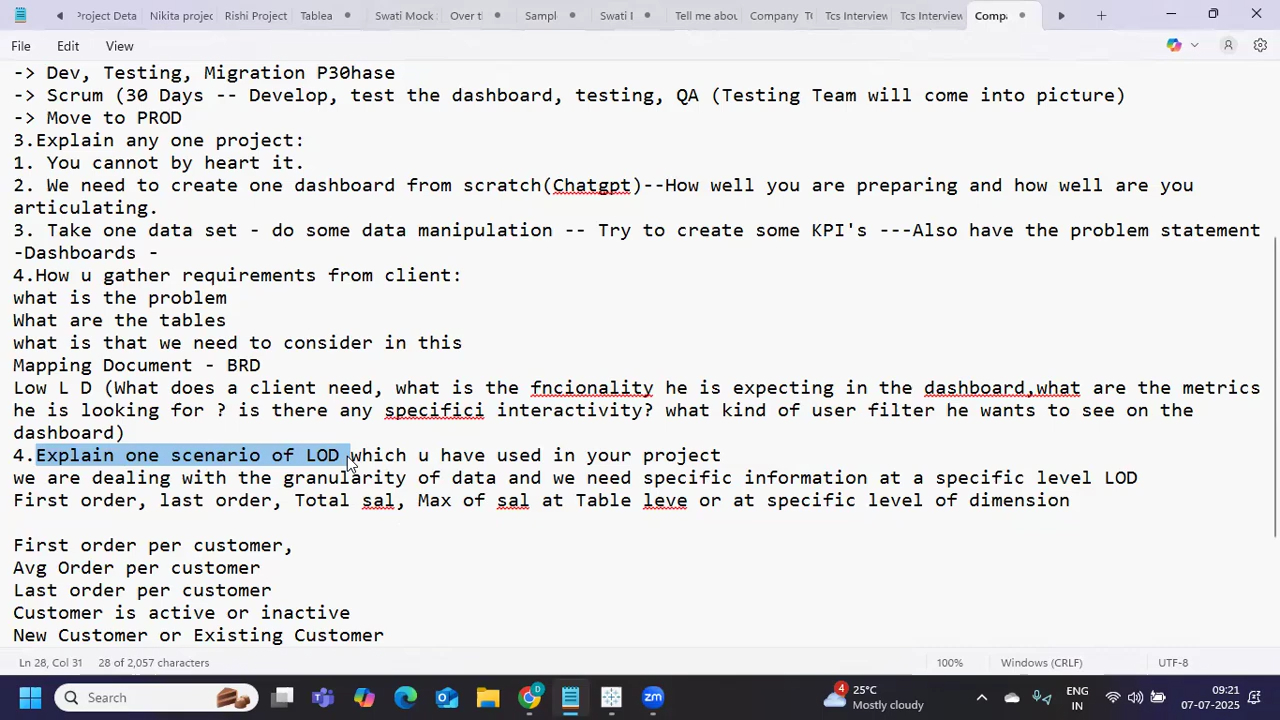 Project Deta
Nikita projec
Rishi Project
Tablea
Swati Mock
Over t
Sampl
Swati I
Tell me abou
Company T
Tcs Interview
Tcs Interview
Comp
File
Edit
View
-> Dev, Testing, Migration P30hase
-> Scrum (30 Days -- Develop, test the dashboard, testing, QA (Testing Team will come into picture)
-> Move to PROD
3.Explain any one project:
1. You cannot by heart it.
2. We need to create one dashboard from scratch(Chatgpt)--How well you are preparing and how well are you
articulating.
3. Take one data set - do some data manipulation -- Try to create some KPI's ---Also have the problem statement
-Dashboards -
4.How u gather requirements from client:
what is the problem
What are the tables
what is that we need to consider in this
Mapping Document - BRD
Low L D (What does a client need, what is the fncionality he is expecting in the dashboard,what are the metrics
he is looking for ? is there any specifici interactivity? what kind of user filter he wants to see on the
dashboard)
4.Explain one scenario of LOD which u have used in your project
we are dealing with the granularity of data and we need specific information at a specific level LOD
First order, last order, Total sal, Max of sal at Table leve or at specific level of dimension
First order per customer,
Avg Order per customer
Last order per customer
Customer is active or inactive
New Customer or Existing Customer
Ln 28, Col 31
28 of 2,057 characters
100%
Windows (CRLF)
UTF-8
Search
4
25°C
Mostly cloudy
ENG
IN
09:21
07-07-2025